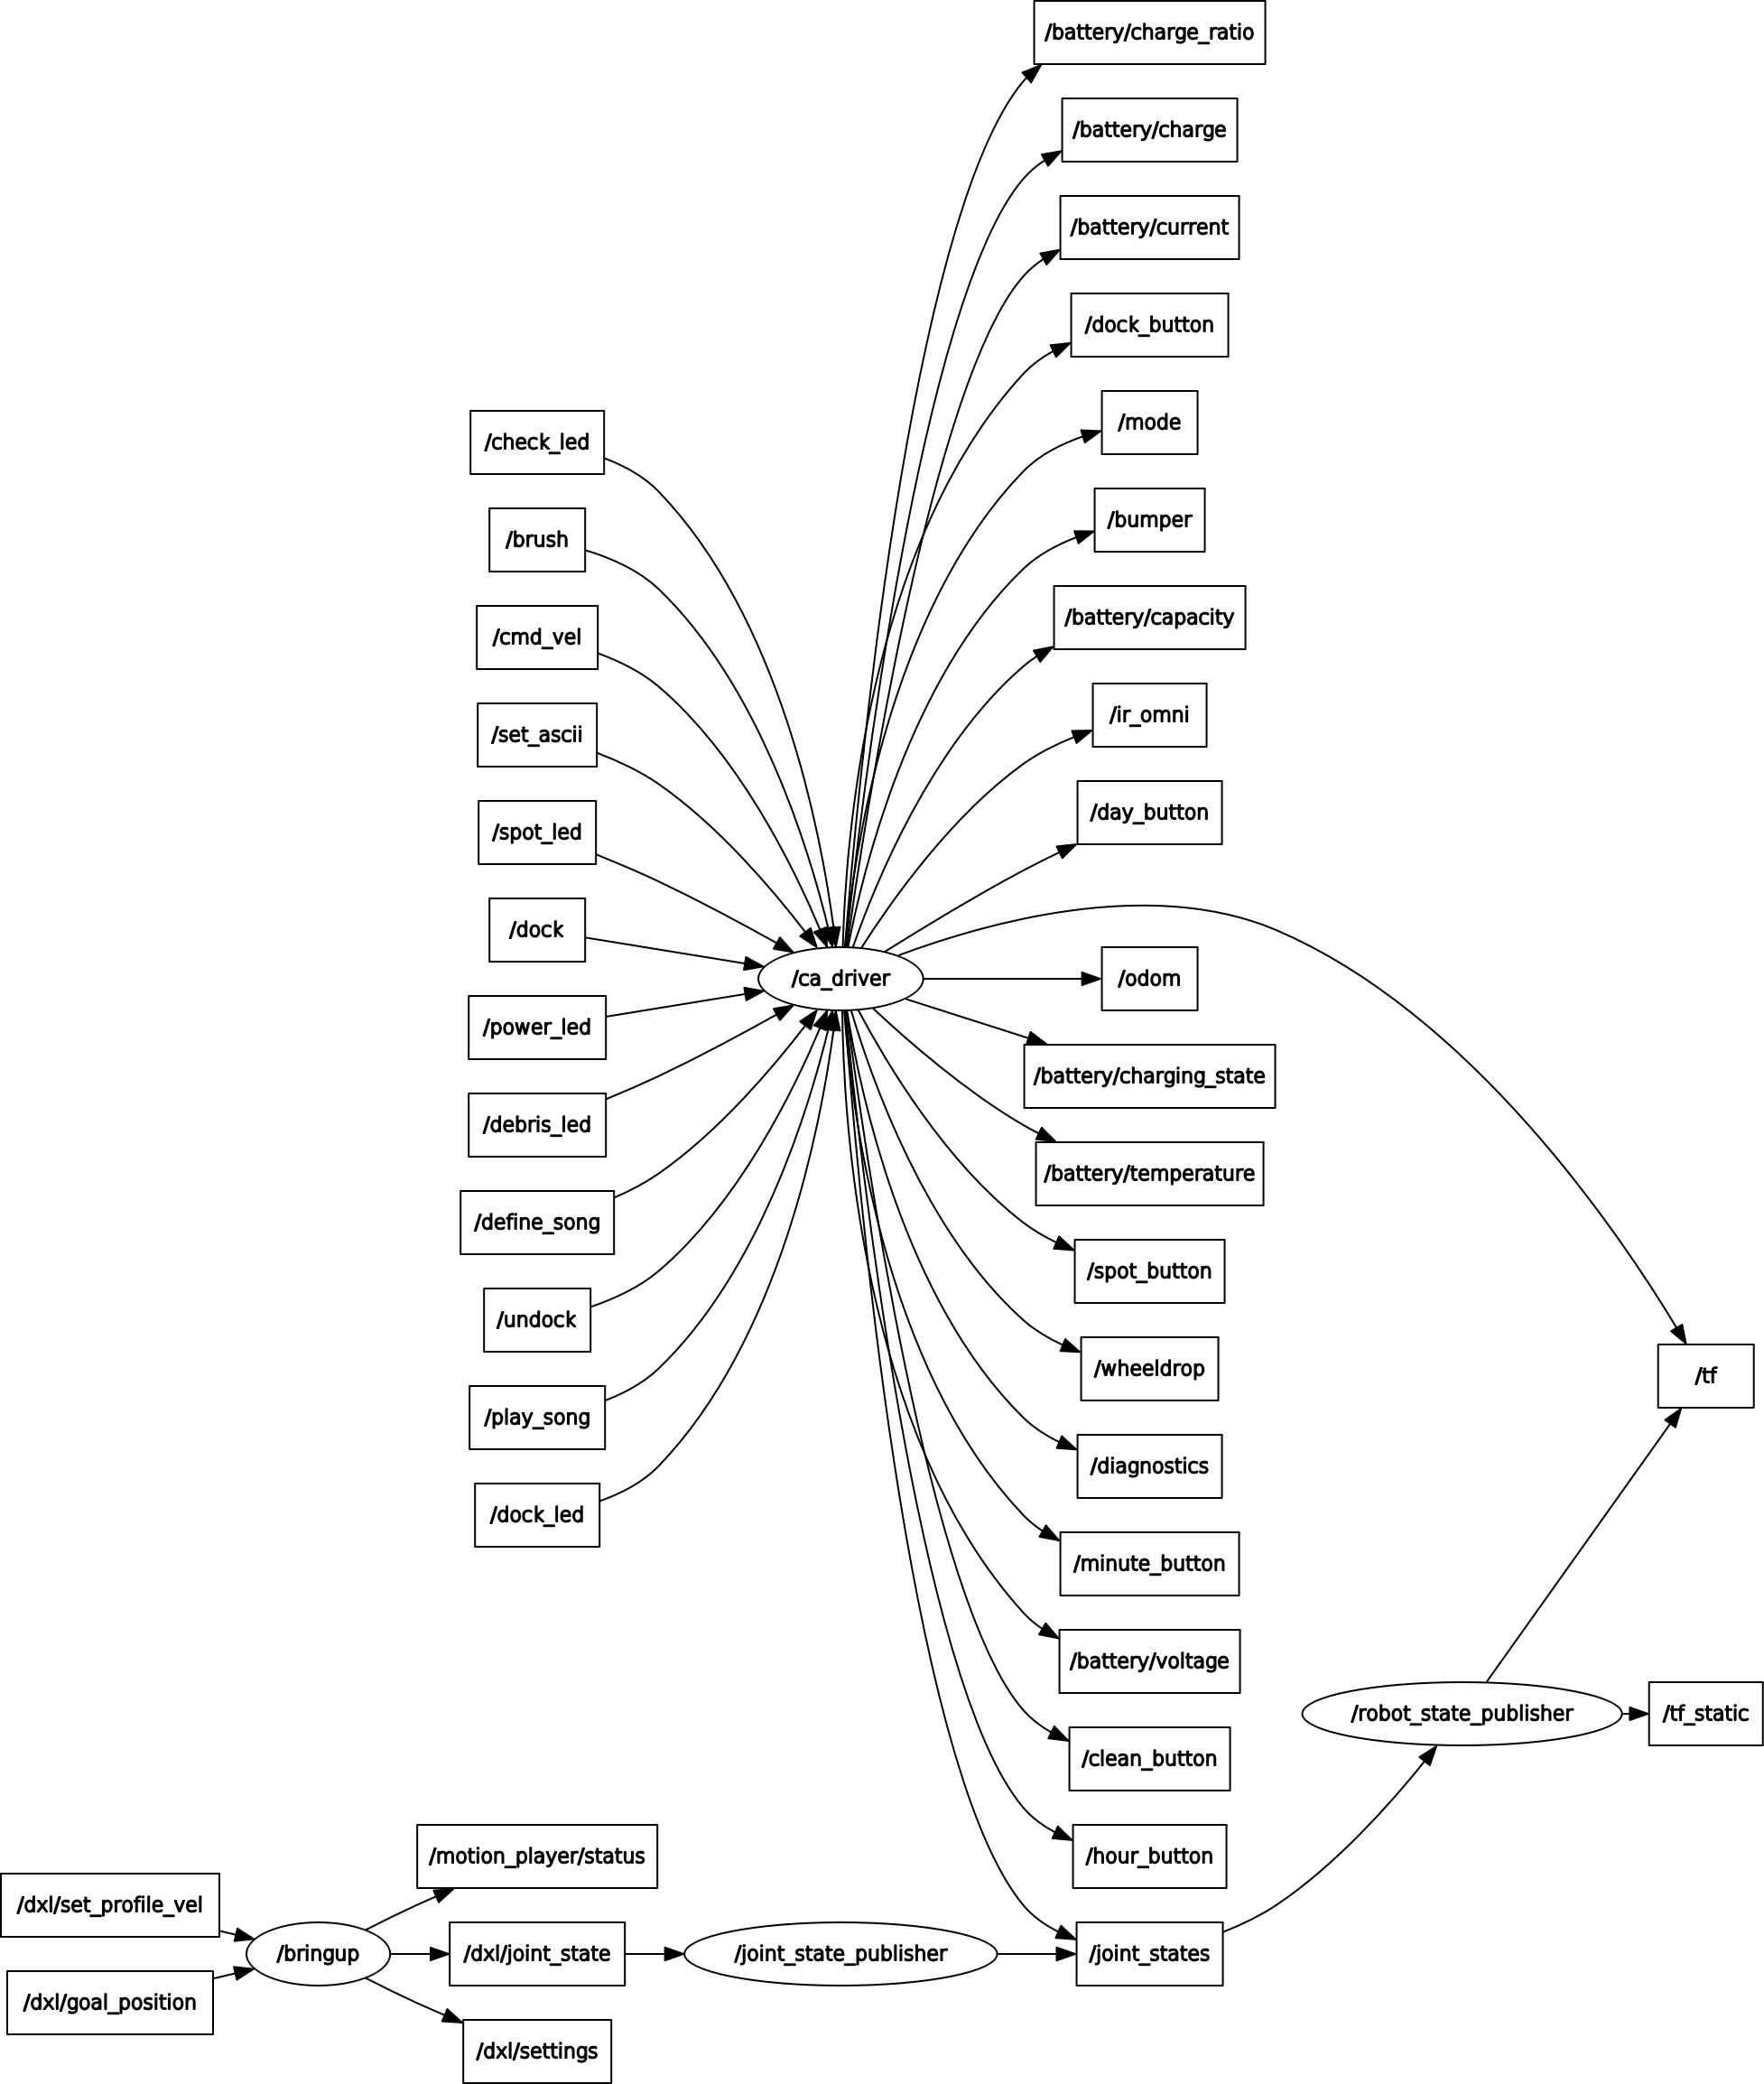 /battery/charge_ratio
/battery/charge
/battery/current
/dock_button
/mode
/check_led
/bumper
/brush
/battery/capacity
/cmd_vel
/ir_omni
/set_ascii
/day_button
/spot_led
/dock
/ca_driver
/odom
/power_led
/battery/charging_state
/debris_led
/battery/temperature
/define_song
/spot_button
/undock
/wheeldrop
/tf
/play_song
/diagnostics
/dock_led
/minute_button
/battery/voltage
/robot_state_publisher
/tf_static
/clean_button
/motion_player/status
/hour_button
/dxl/set_profile_vel
/bringup
/dxl/joint_state
/joint_state_publisher
/joint_states
/dxl/goal_position
/dxl/settings